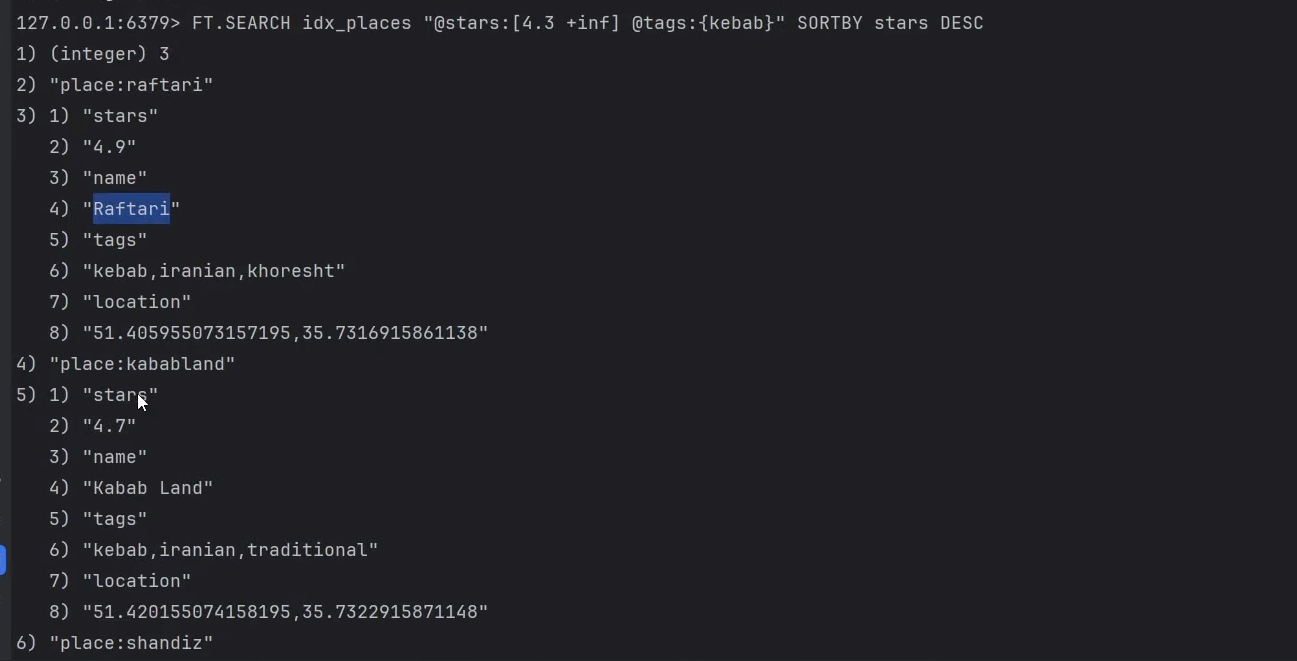 127.0.0.1:6379> FT.SEARCH idx_places "@stars:[4.3 +inf] @tags:{kebab}" SORTBY stars DESC
1) (integer) 3
2) "place:raftari"
3) 1) "stars"
   2) "4.9"
   3) "name"
   4) "Raftari"
   5) "tags"
   6) "kebab,iranian,khoresht"
   7) "location"
   8) "51.405955073157195,35.7316915861138"
4) "place:kababland"
5) 1) "stars"
   2) "4.7"
   3) "name"
   4) "Kabab Land"
   5) "tags"
   6) "kebab,iranian,traditional"
   7) "location"
   8) "51.420155074158195,35.7322915871148"
6) "place:shandiz"